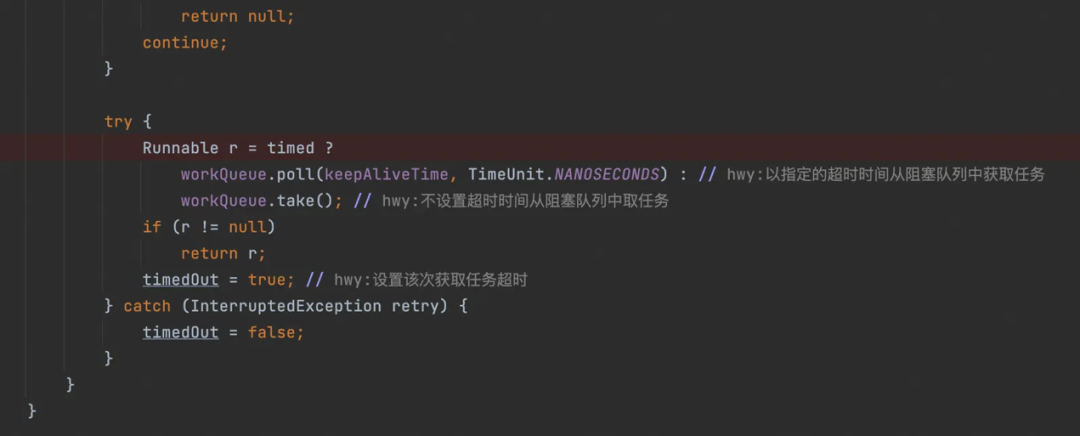 return null;
continue;
}
try {
Runnable r = timed ?
workQueue.poll(keepAliveTime, TimeUnit.NANOSECONDS) : // hwy:以指定的超时时间从阻塞队列中获取任务
workQueue.take(); // hwy:不设置超时时间从阻塞队列中取任务
if (r != null)
return r;
timedOut = true; // hwy:设置该次获取任务超时
} catch (InterruptedException retry) {
timedOut = false;
}
}
}